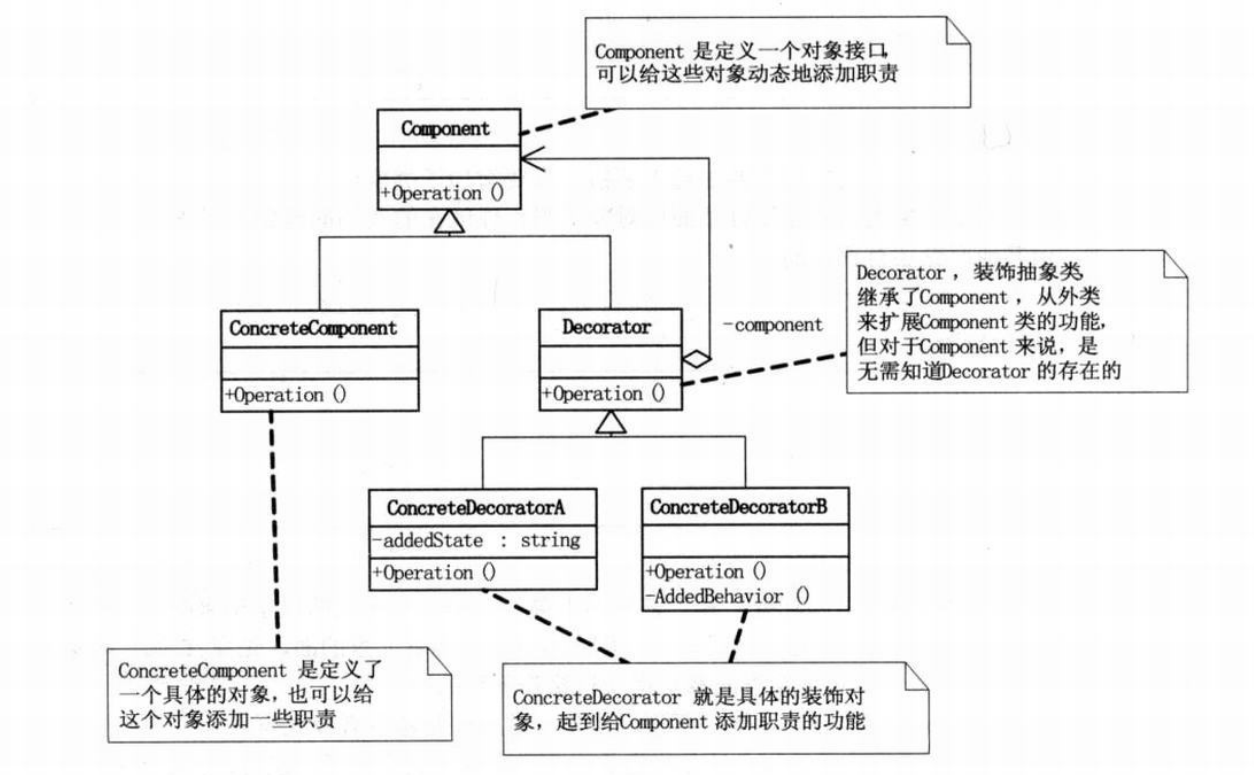 Component 是定义一个对象接口,
可以给这些对象动态地添加职责
Component
+Operation ()
Decorator , 装饰抽象类,
继承了Component , 从外类
来扩展Component 类的功能,
但对于Component 来说, 是
无需知道Decorator 的存在的
-component
ConcreteComponent
+Operation ()
Decorator
+Operation ()
ConcreteDecoratorA
-addedState : string
+Operation ()
ConcreteDecoratorB
+Operation ()
-AddedBehavior ()
ConcreteComponent 是定义了
一个具体的对象, 也可以给
这个对象添加一些职责
ConcreteDecorator 就是具体的装饰对
象, 起到给Component 添加职责的功能